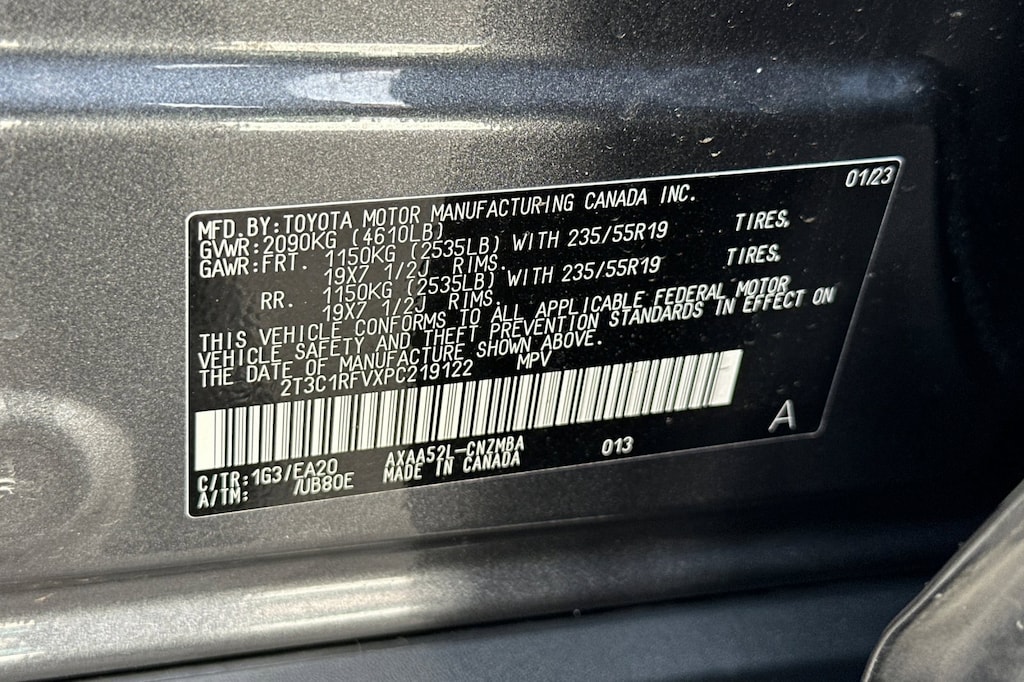 01/23
MFD.BY:TOYOTA MOTOR MANUFACTURING CANADA INC.
GVWR:2090KG (4610LB)
GAWR:FRT. 1150KG (2535LB) WITH 235/55R19 TIRES,
19X7 1/2J RIMS.
RR. 1150KG (2535LB) WITH 235/55R19 TIRES,
19X7 1/2J RIMS.
THIS VEHICLE CONFORMS TO ALL APPLICABLE FEDERAL MOTOR
VEHICLE SAFETY AND THEFT PREVENTION STANDARDS IN EFFECT ON
THE DATE OF MANUFACTURE SHOWN ABOVE.
2T3C1RFVXPC219122 MPV
C/TR:1G3/EA20 AXAA52L-CNZMBA 013 A
A/TM: /UB80E MADE IN CANADA